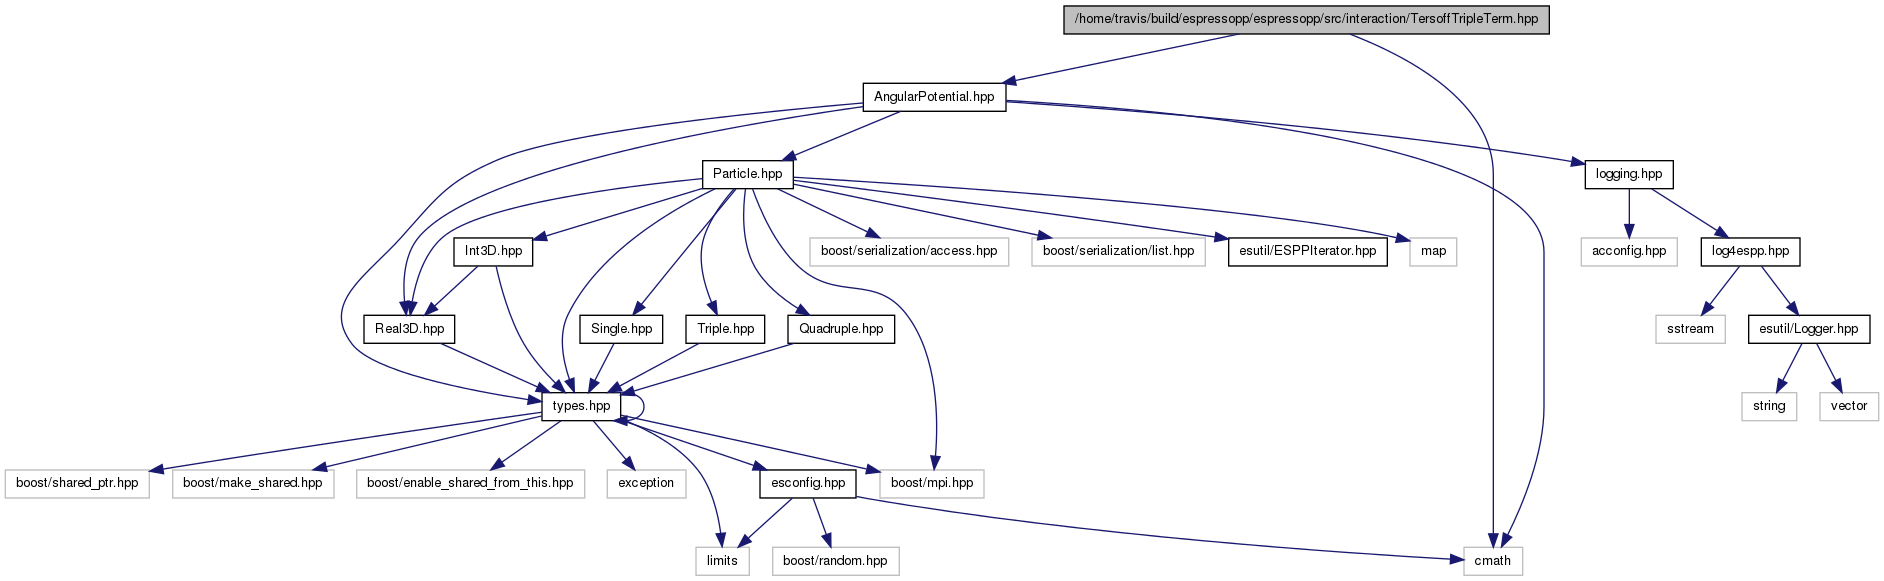 /home/travis/build/espressopp/espressopp/src/interaction/TersoffTripleTerm.hpp
AngularPotential.hpp
Particle.hpp
logging.hpp
Int3D.hpp
boost/serialization/access.hpp
boost/serialization/list.hpp
esutil/ESPPIterator.hpp
map
acconfig.hpp
log4espp.hpp
Real3D.hpp
Single.hpp
Triple.hpp
Quadruple.hpp
sstream
esutil/Logger.hpp
types.hpp
string
vector
boost/shared_ptr.hpp
boost/make_shared.hpp
boost/enable_shared_from_this.hpp
exception
esconfig.hpp
boost/mpi.hpp
limits
boost/random.hpp
cmath